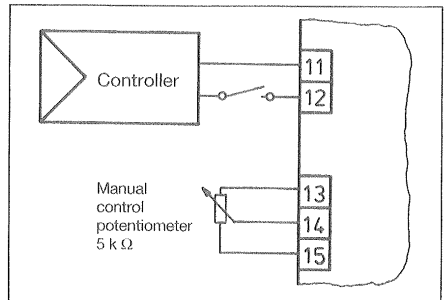 Controller
11
12
Manual
control
potentiometer
5 k Ω
13
14
15